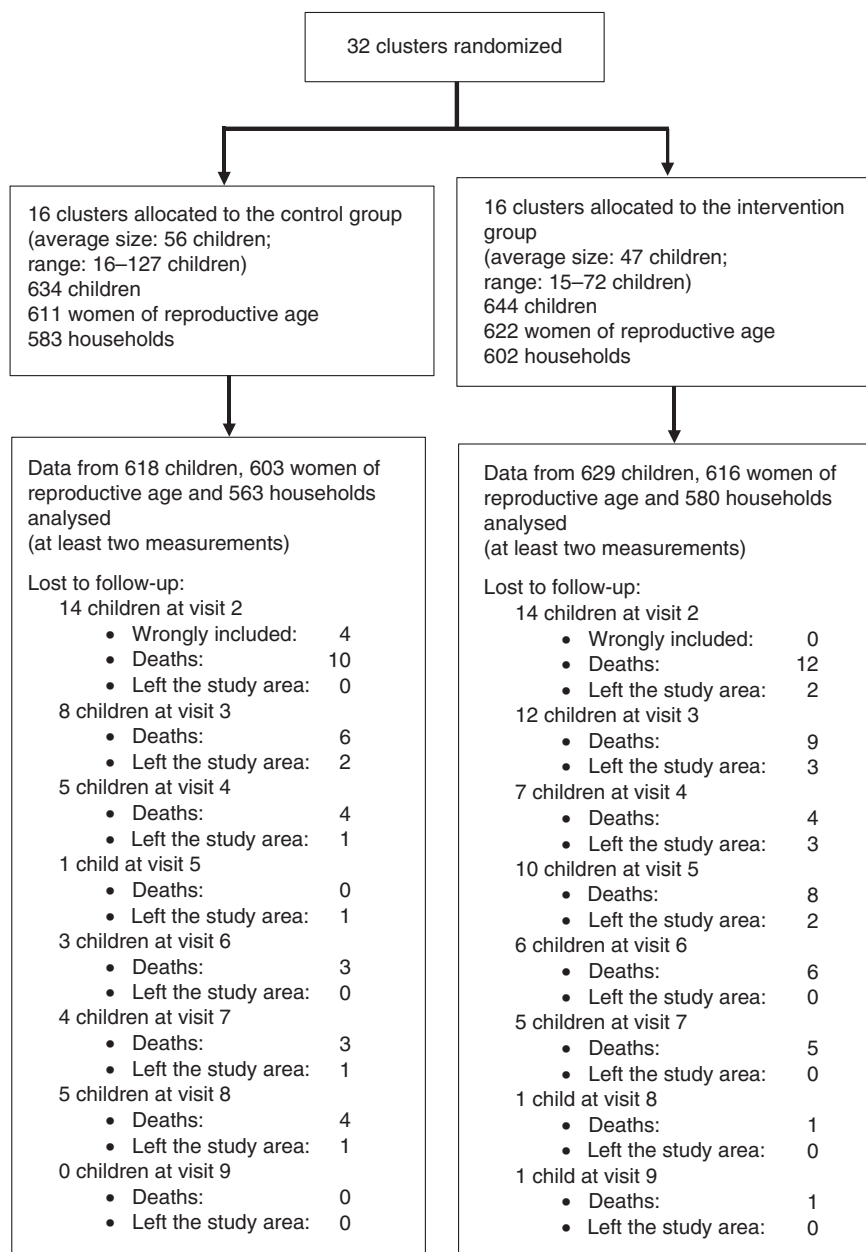 32 clusters randomized
16 clusters allocated to the control group
(average size: 56 children;
range: 16–127 children)
634 children
611 women of reproductive age
583 households
16 clusters allocated to the intervention
group
(average size: 47 children;
range: 15–72 children)
644 children
622 women of reproductive age
602 households
Data from 618 children, 603 women of
reproductive age and 563 households
analysed
(at least two measurements)
Lost to follow-up:
14 children at visit 2
• Wrongly included: 4
• Deaths: 10
• Left the study area: 0
8 children at visit 3
• Deaths: 6
• Left the study area: 2
5 children at visit 4
• Deaths: 4
• Left the study area: 1
1 child at visit 5
• Deaths: 0
• Left the study area: 1
3 children at visit 6
• Deaths: 3
• Left the study area: 0
4 children at visit 7
• Deaths: 3
• Left the study area: 1
5 children at visit 8
• Deaths: 4
• Left the study area: 1
0 children at visit 9
• Deaths: 0
• Left the study area: 0
Data from 629 children, 616 women of
reproductive age and 580 households
analysed
(at least two measurements)
Lost to follow-up:
14 children at visit 2
• Wrongly included: 0
• Deaths: 12
• Left the study area: 2
12 children at visit 3
• Deaths: 9
• Left the study area: 3
7 children at visit 4
• Deaths: 4
• Left the study area: 3
10 children at visit 5
• Deaths: 8
• Left the study area: 2
6 children at visit 6
• Deaths: 6
• Left the study area: 0
5 children at visit 7
• Deaths: 5
• Left the study area: 0
1 child at visit 8
• Deaths: 1
• Left the study area: 0
1 child at visit 9
• Deaths: 1
• Left the study area: 0